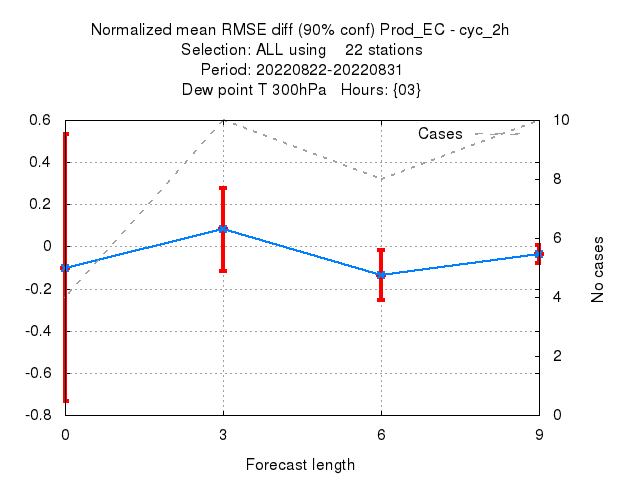 Normalized mean RMSE diff (90% conf) Prod_EC - cyc_2h
Selection: ALL using 22 stations
Period: 20220822-20220831
Dew point T 300hPa Hours: {03}
Cases
0.6
0.4
0.2
0
-0.2
-0.4
-0.6
-0.8
10
8
6
4
2
0
No cases
0 3 6 9
Forecast length